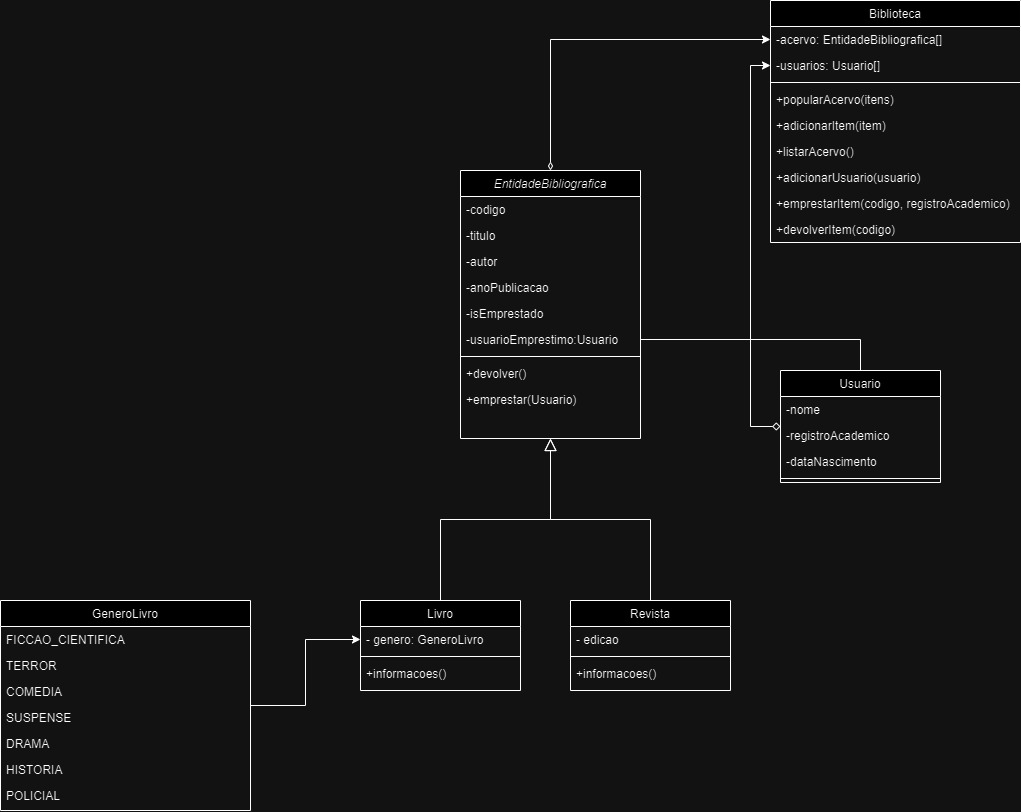 Biblioteca
-acervo: EntidadeBibliografica[]
-usuarios: Usuario[]
+popularAcervo(itens)
+adicionarItem(item)
+listarAcervo()
+adicionarUsuario(usuario)
+emprestarItem(codigo, registroAcademico)
+devolverItem(codigo)
EntidadeBibliografica
-codigo
-titulo
-autor
-anoPublicacao
-isEmprestado
-usuarioEmprestimo:Usuario
+devolver()
+emprestar(Usuario)
Usuario
-nome
-registroAcademico
-dataNascimento
GeneroLivro
FICCAO_CIENTIFICA
TERROR
COMEDIA
SUSPENSE
DRAMA
HISTORIA
POLICIAL
Livro
- genero: GeneroLivro
+informacoes()
Revista
- edicao
+informacoes()